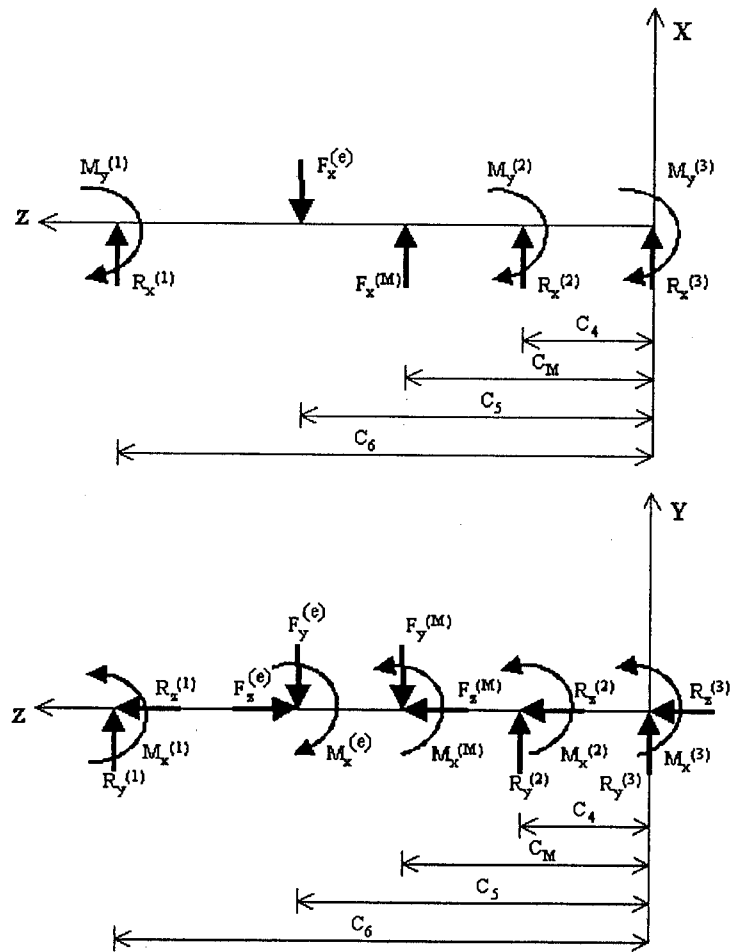 X
M_y^(1)
F_x^(e)
M_y^(2)
M_y^(3)
Z
R_x^(1)
F_x^(M)
R_x^(2)
R_x^(3)
C_4
C_M
C_5
C_6
Y
F_y^(e)
F_y^(M)
R_z^(1)
F_z^(e)
F_z^(M)
R_z^(2)
R_z^(3)
Z
M_x^(1)
M_x^(e)
M_x^(M)
M_x^(2)
M_x^(3)
R_y^(1)
R_y^(2)
R_y^(3)
C_4
C_M
C_5
C_6